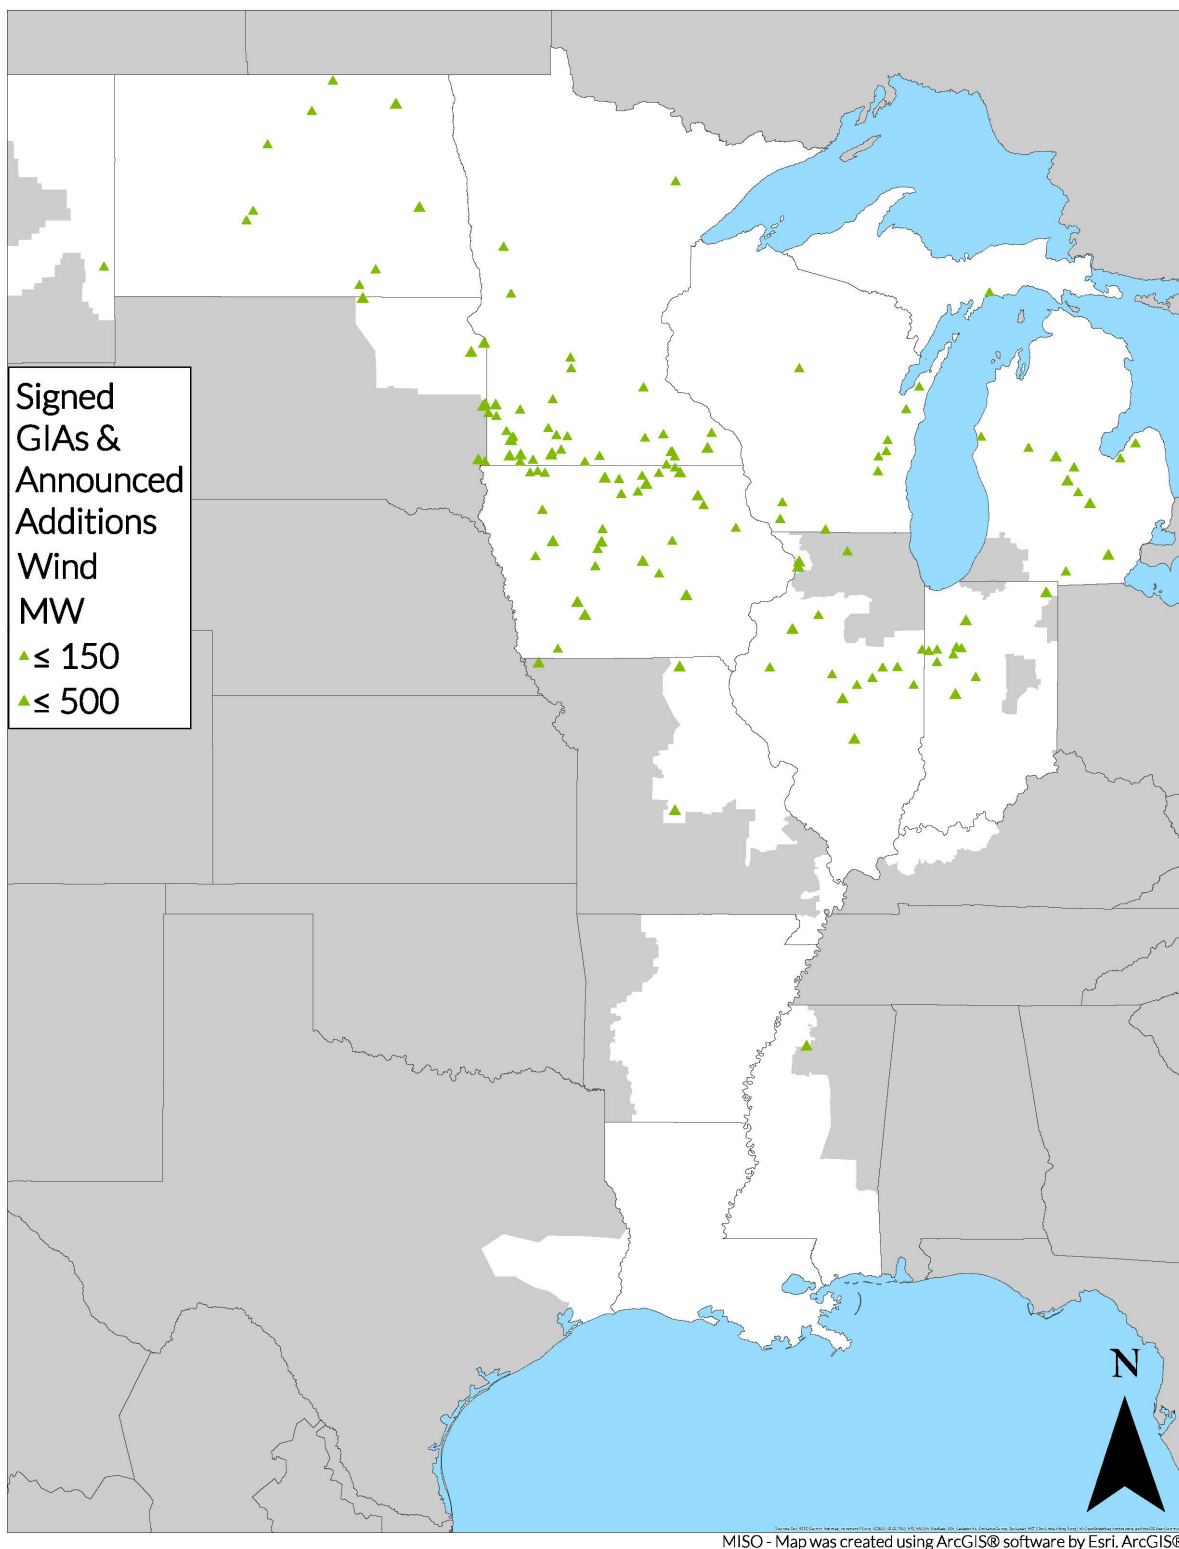 Signed
GIAs &
Announced
Additions
Wind
MW
≤ 150
≤ 500
N
MISO - Map was created using ArcGIS® software by Esri. ArcGIS®